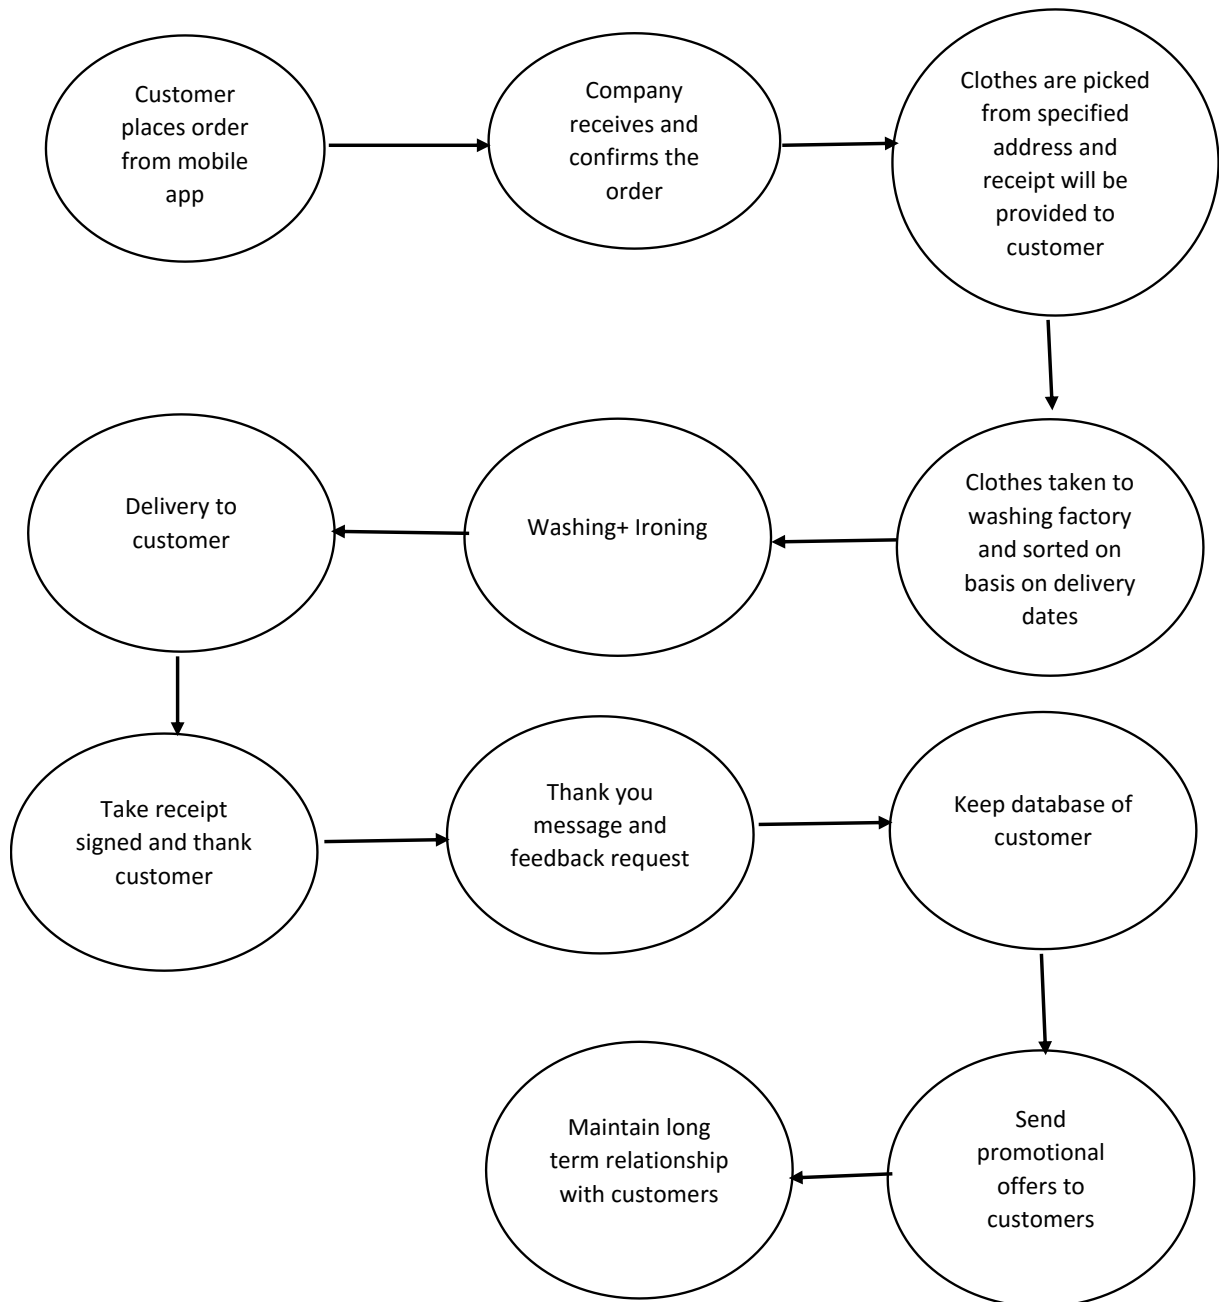 Customer
places order
from mobile
app
Company
receives and
confirms the
order
Clothes are picked
from specified
address and
receipt will be
provided to
customer
Clothes taken to
washing factory
and sorted on
basis on delivery
dates
Washing+ Ironing
Delivery to
customer
Take receipt
signed and thank
customer
Thank you
message and
feedback request
Keep database of
customer
Send
promotional
offers to
customers
Maintain long
term relationship
with customers